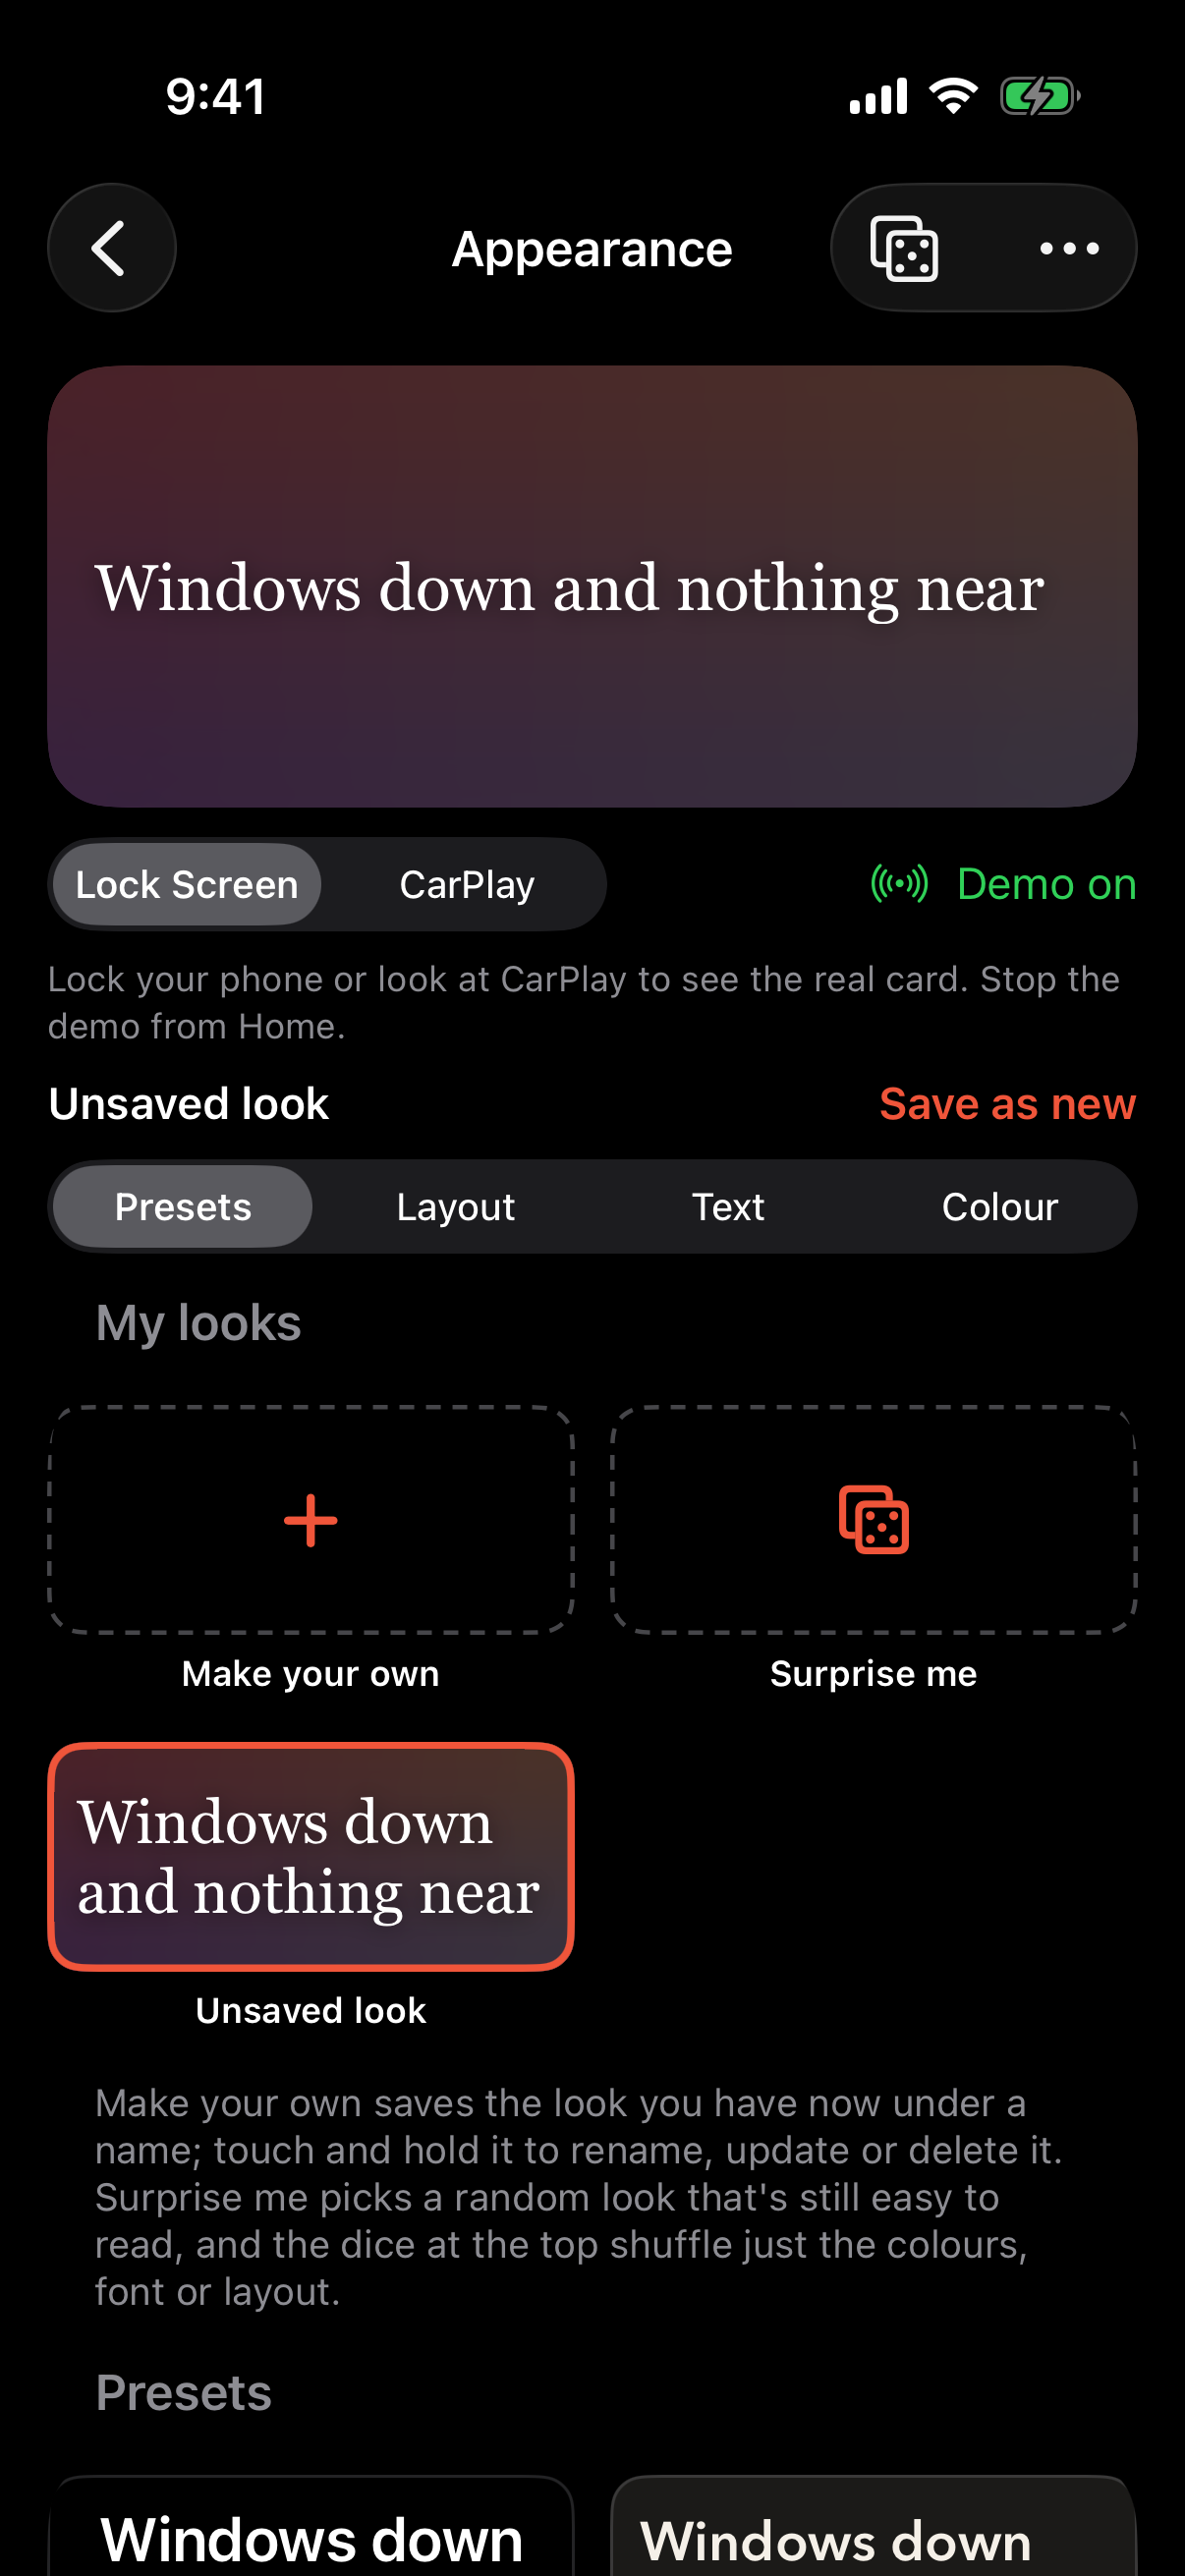 9:41
Appearance
Windows down and nothing near
Lock Screen
CarPlay
Demo on
Lock your phone or look at CarPlay to see the real card. Stop the
demo from Home.
Unsaved look
Save as new
Presets
Layout
Text
Colour
My looks
Make your own
Surprise me
Windows down
and nothing near
Unsaved look
Make your own saves the look you have now under a
name; touch and hold it to rename, update or delete it.
Surprise me picks a random look that's still easy to
read, and the dice at the top shuffle just the colours,
font or layout.
Presets
Windows down
Windows down